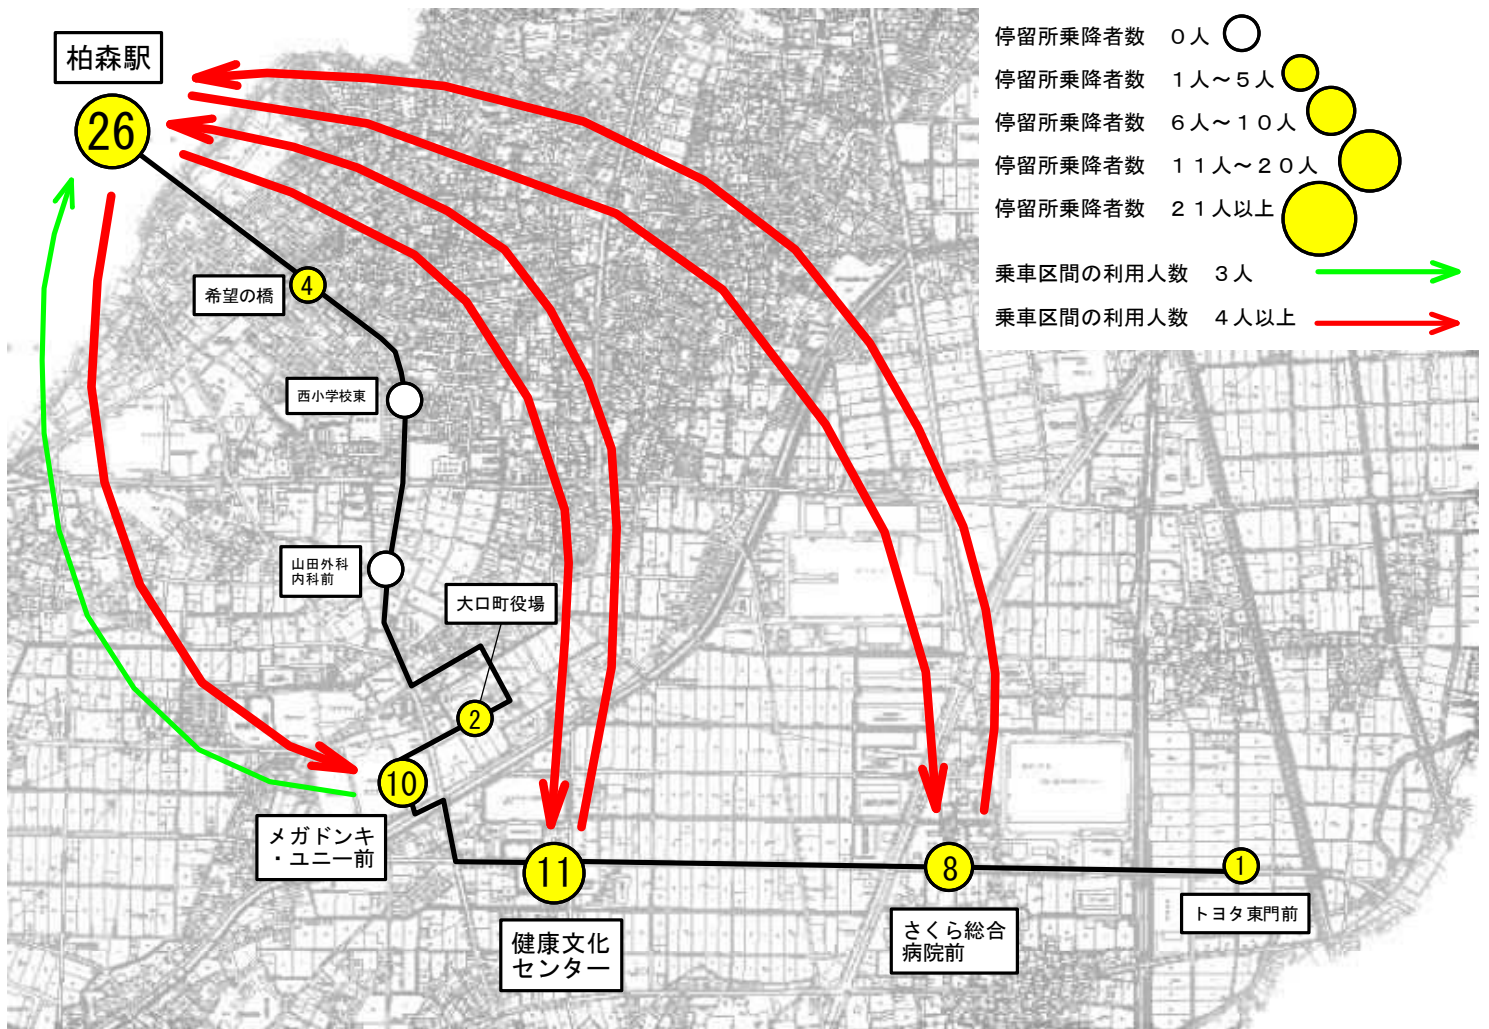 柏森駅
26
停留所乗降者数　０人
停留所乗降者数　１人～５人
停留所乗降者数　６人～１０人
停留所乗降者数　１１人～２０人
停留所乗降者数　２１人以上
乗車区間の利用人数　３人
乗車区間の利用人数　４人以上
4
希望の橋
西小学校東
山田外科
内科前
大口町役場
2
10
メガドンキ
・ユニー前
11
健康文化
センター
8
さくら総合
病院前
1
トヨタ東門前